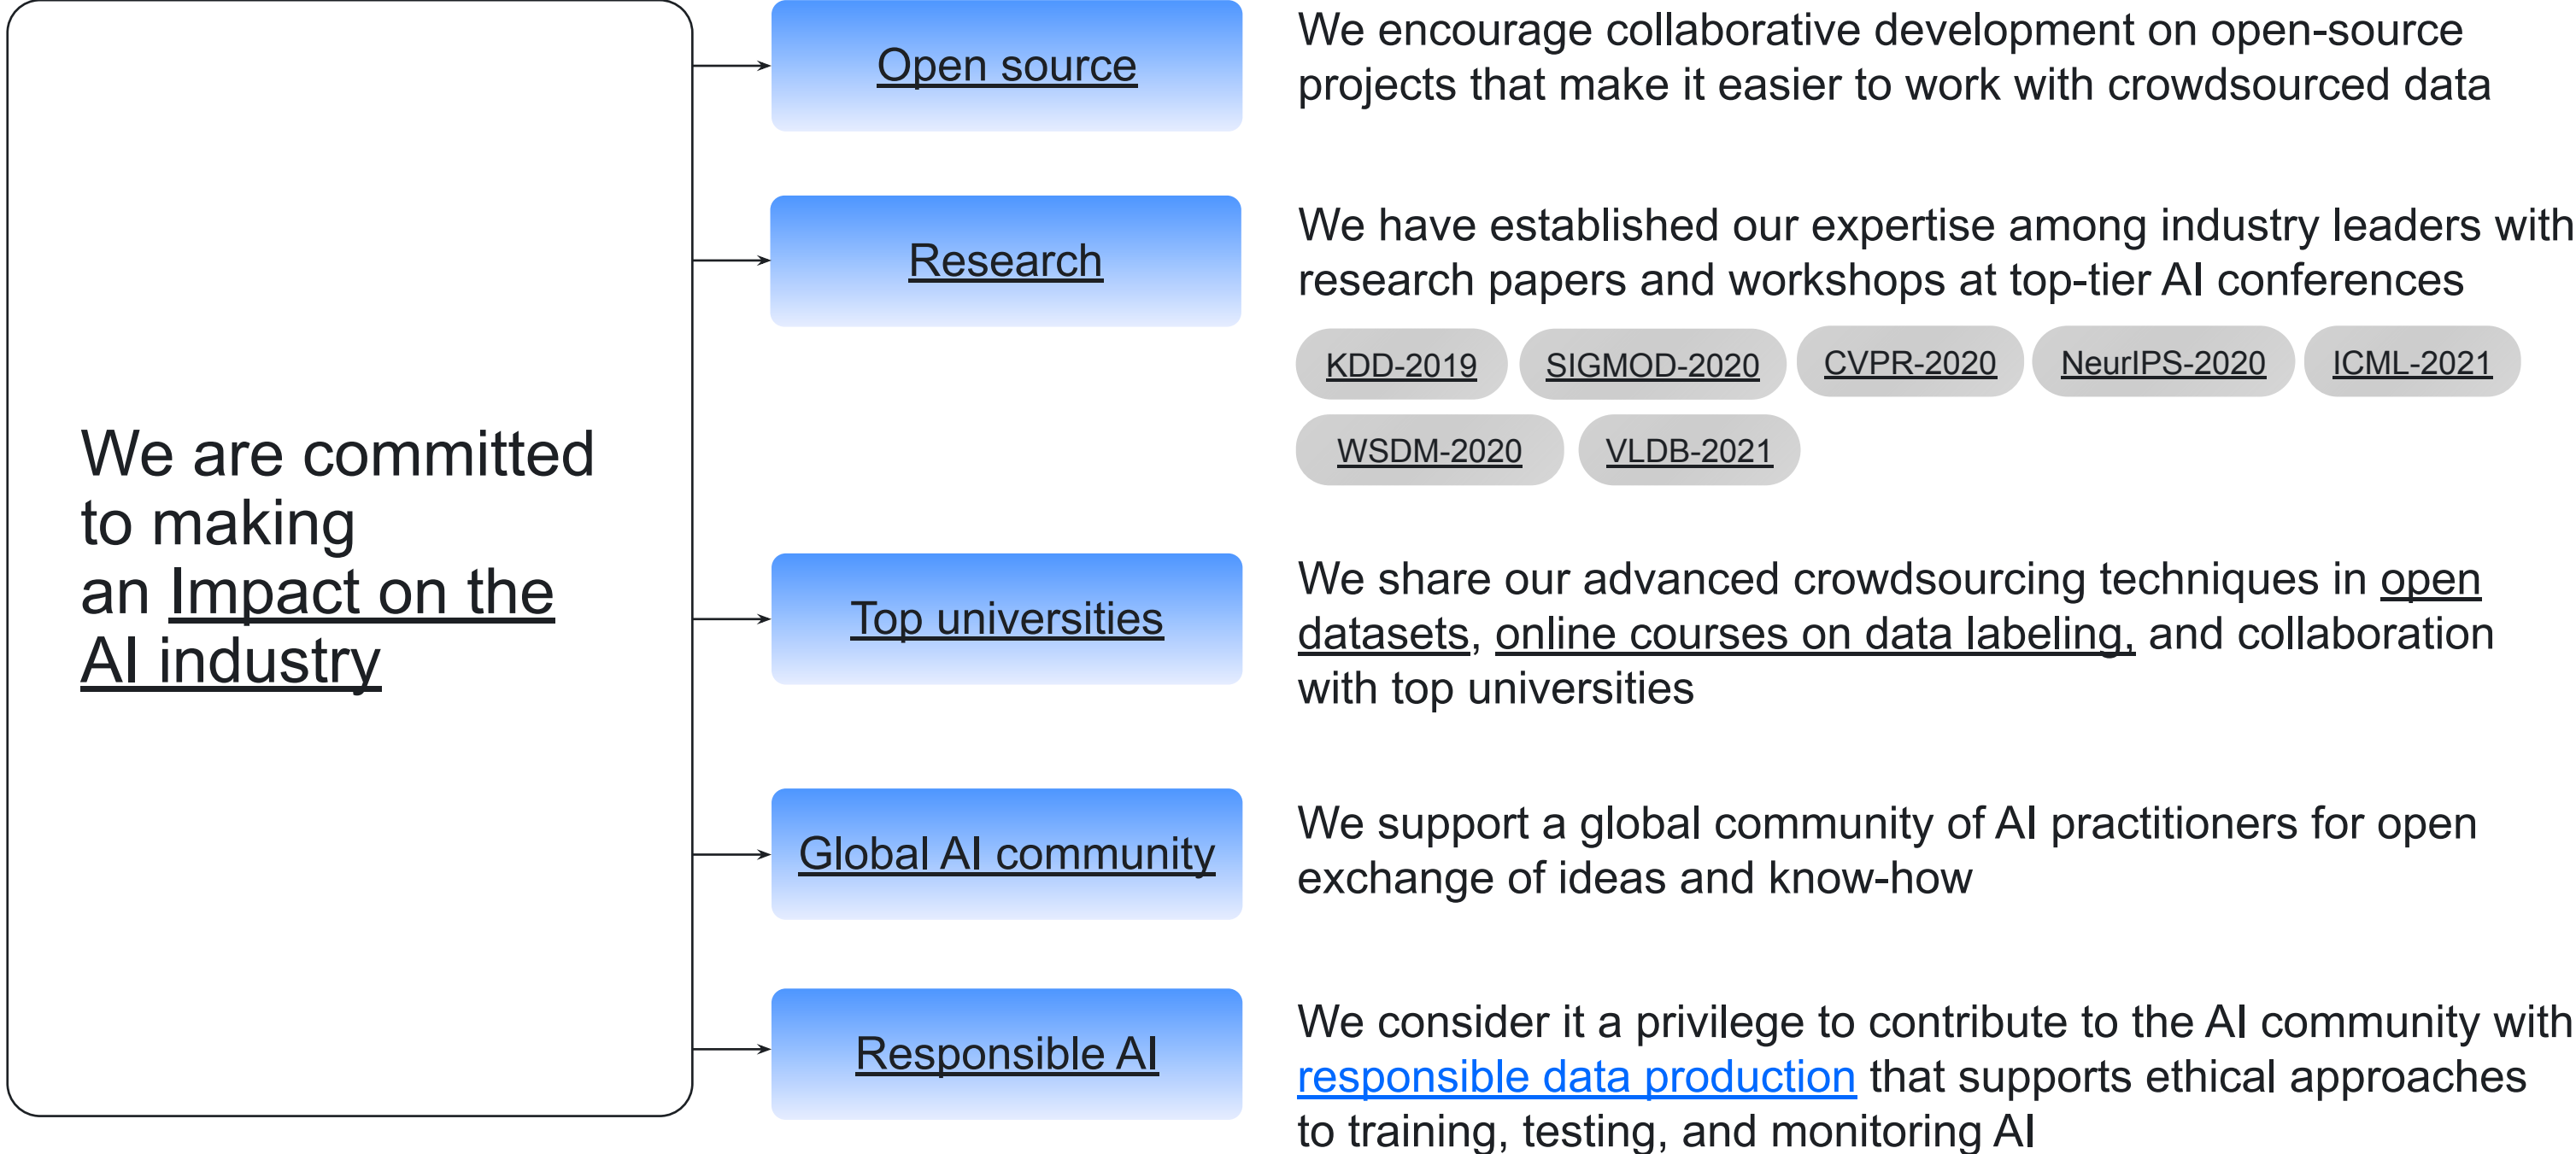 We are committed
to making
an Impact on the
AI industry
Open source
We encourage collaborative development on open-source
projects that make it easier to work with crowdsourced data
Research
We have established our expertise among industry leaders with
research papers and workshops at top-tier AI conferences
KDD-2019 SIGMOD-2020 CVPR-2020 NeurIPS-2020 ICML-2021
WSDM-2020 VLDB-2021
Top universities
We share our advanced crowdsourcing techniques in open
datasets, online courses on data labeling, and collaboration
with top universities
Global AI community
We support a global community of AI practitioners for open
exchange of ideas and know-how
Responsible AI
We consider it a privilege to contribute to the AI community with
responsible data production that supports ethical approaches
to training, testing, and monitoring AI